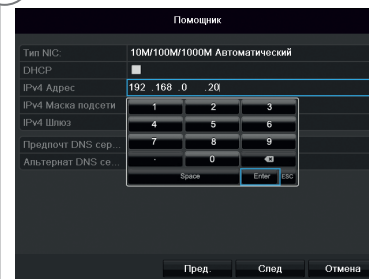 Помощник
Тип NIC: 10M/100M/1000M Автоматический
DHCP
IPv4 Адрес 192 .168 .0 .20
IPv4 Маска подсети
IPv4 Шлюз
Предпочт DNS сер...
Альтернат DNS се...
1 2 3
4 5 6
7 8 9
. 0
Space Enter ESC
Пред. След Отмена